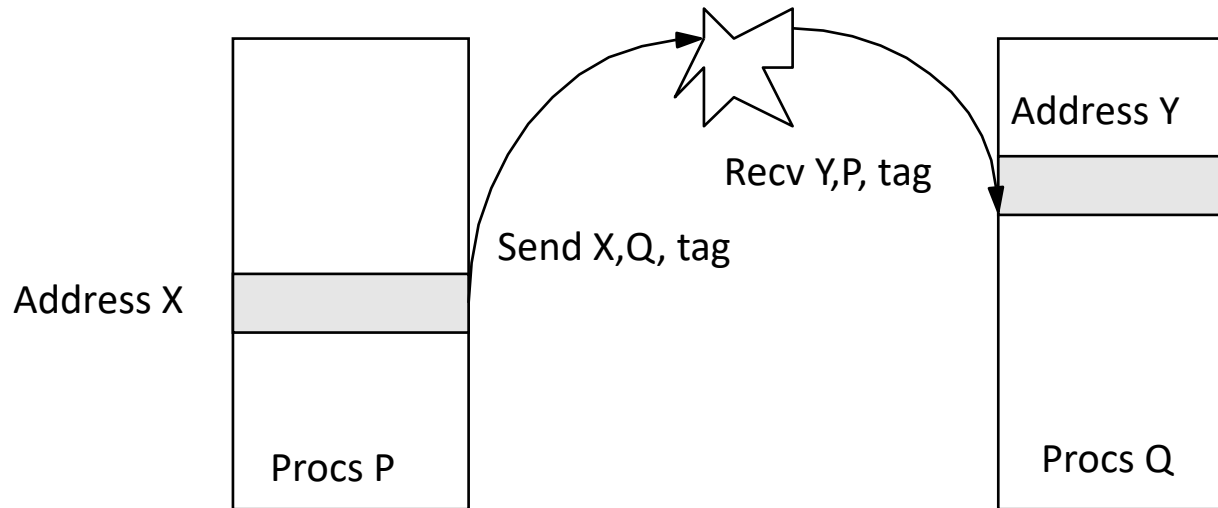 Address Y
Recv Y,P, tag
Send X,Q, tag
Address X
Procs P
Procs Q